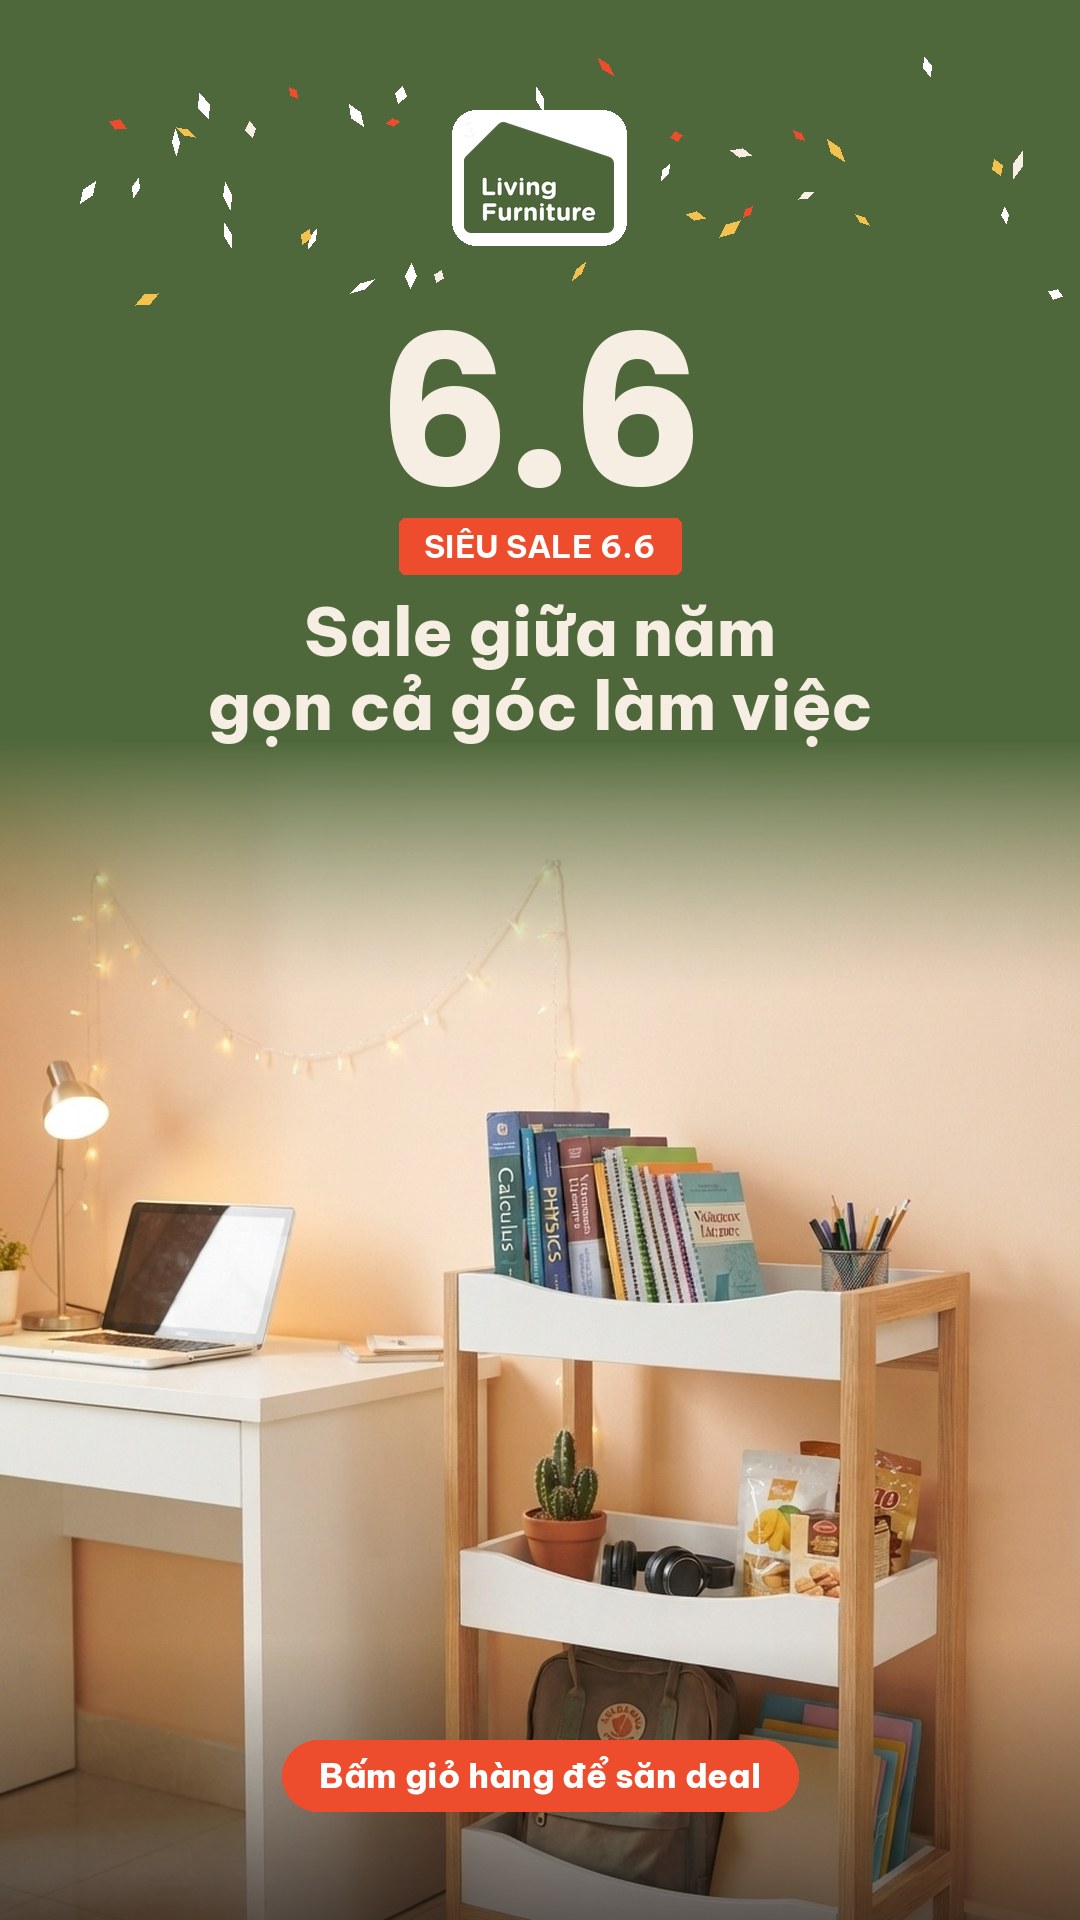 Living
Furniture
6.6
SIÊU SALE 6.6
Sale giữa năm
gọn cả góc làm việc
Calculus
PHYSICS
Bấm giỏ hàng để săn deal